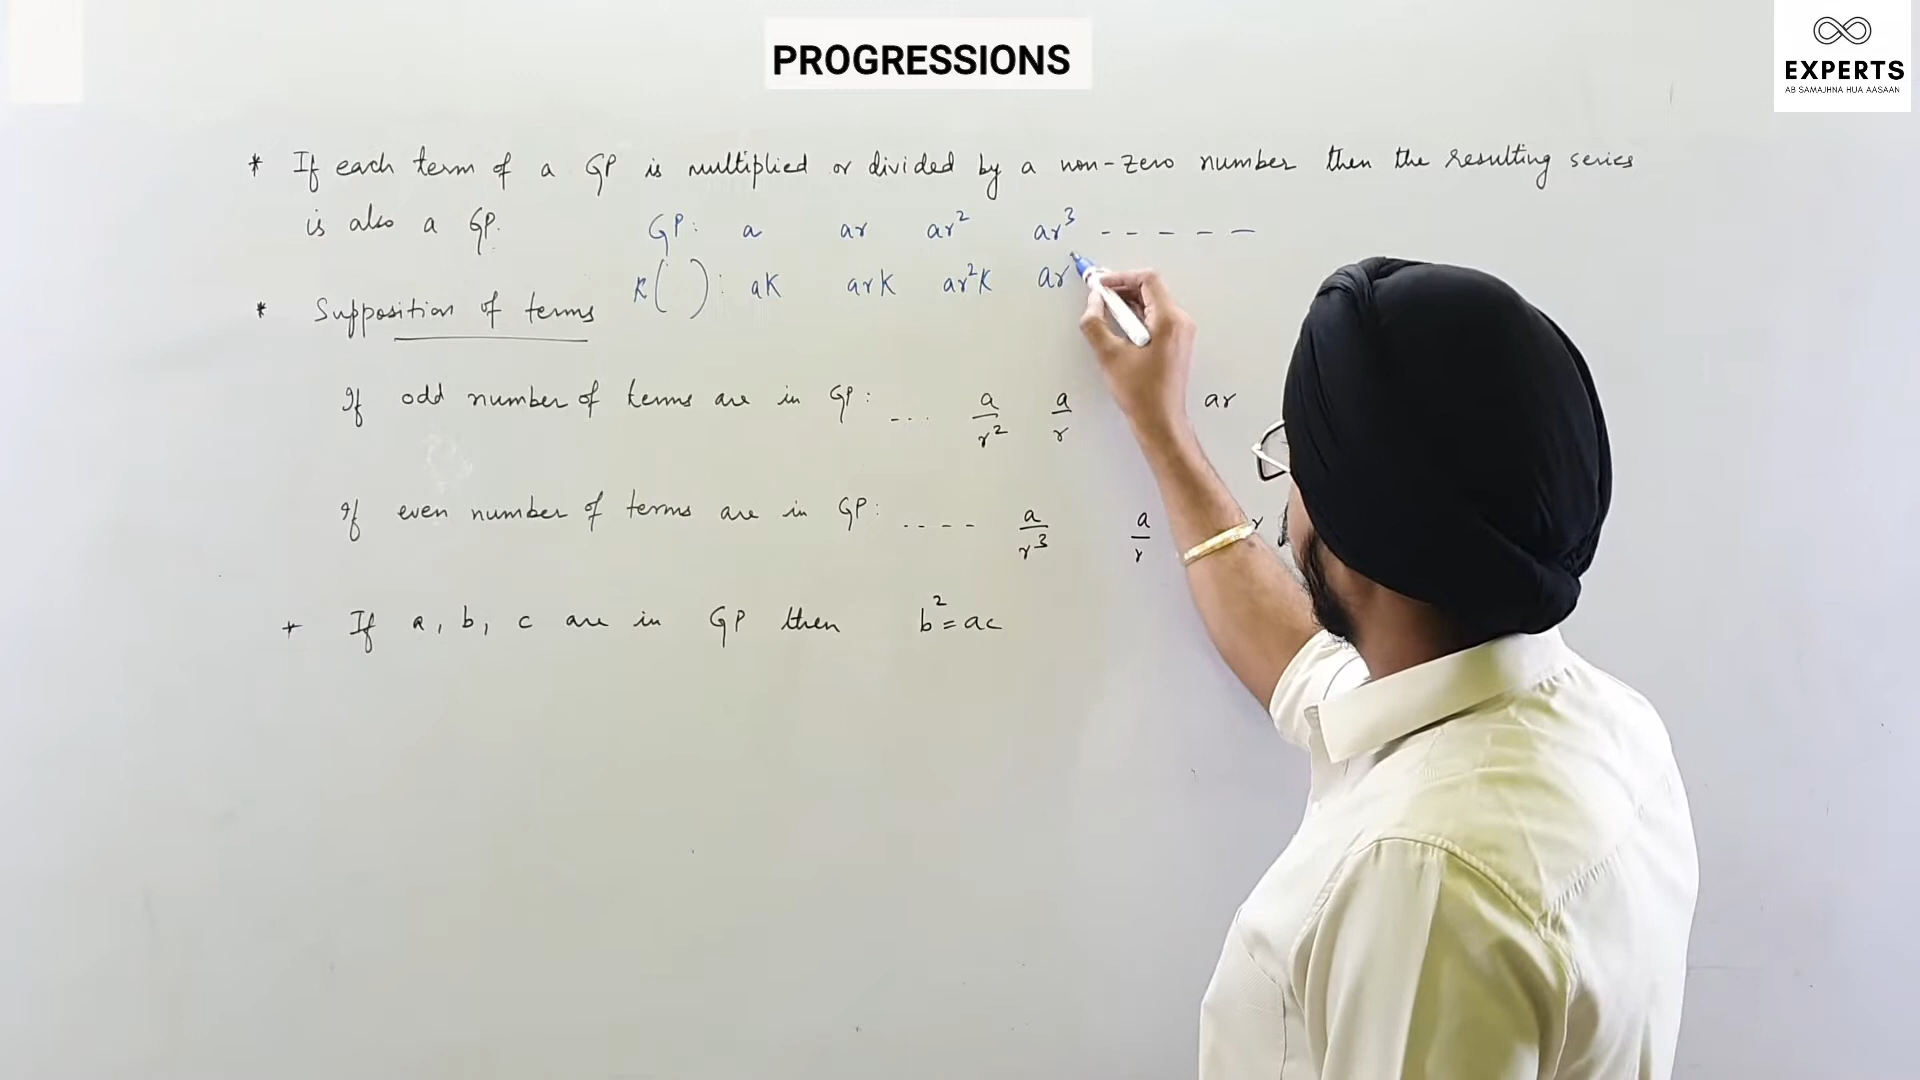 PROGRESSIONS
EXPERTS
AB SAMAJHNA HUA AASAAN
* If each term of a GP is multiplied or divided by a non-zero number then the resulting series
is also a GP.
GP: a ar ar² ar³ - - - - -
K( ): aK arK ar²K ar
* Supposition of terms
If odd number of terms are in GP: ... a/r² a/r ar
If even number of terms are in GP: .... a/r³ a/r r
* If a, b, c are in GP then b² = ac